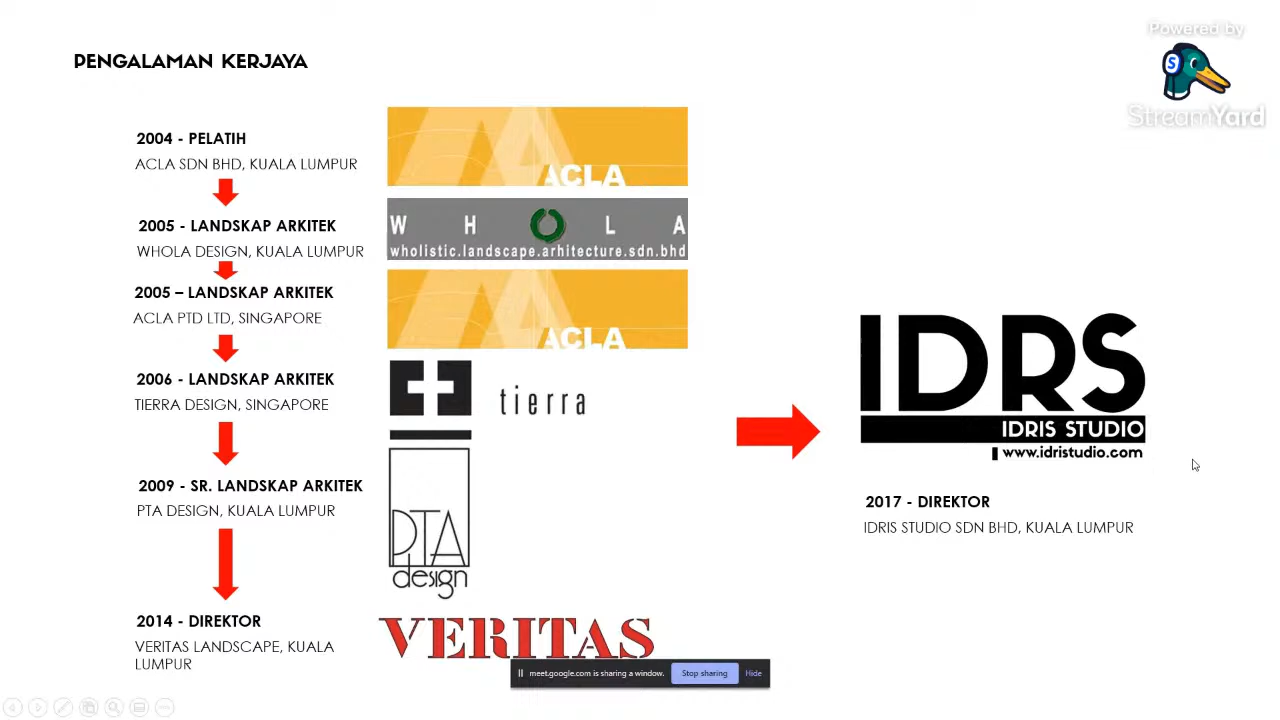 PENGALAMAN KERJAYA
Powered by
S
StreamYard
2004 - PELATIH
ACLA SDN BHD, KUALA LUMPUR
ACLA
2005 - LANDSKAP ARKITEK
WHOLA DESIGN, KUALA LUMPUR
W H O L A
wholistic.landscape.arhitecture.sdn.bhd
2005 – LANDSKAP ARKITEK
ACLA PTD LTD, SINGAPORE
ACLA
2006 - LANDSKAP ARKITEK
TIERRA DESIGN, SINGAPORE
tierra
2009 - SR. LANDSKAP ARKITEK
PTA DESIGN, KUALA LUMPUR
PTA
design
2014 - DIREKTOR
VERITAS LANDSCAPE, KUALA
LUMPUR
VERITAS
IDRS
IDRIS STUDIO
www.idristudio.com
2017 - DIREKTOR
IDRIS STUDIO SDN BHD, KUALA LUMPUR
meet.google.com is sharing a window. Stop sharing Hide